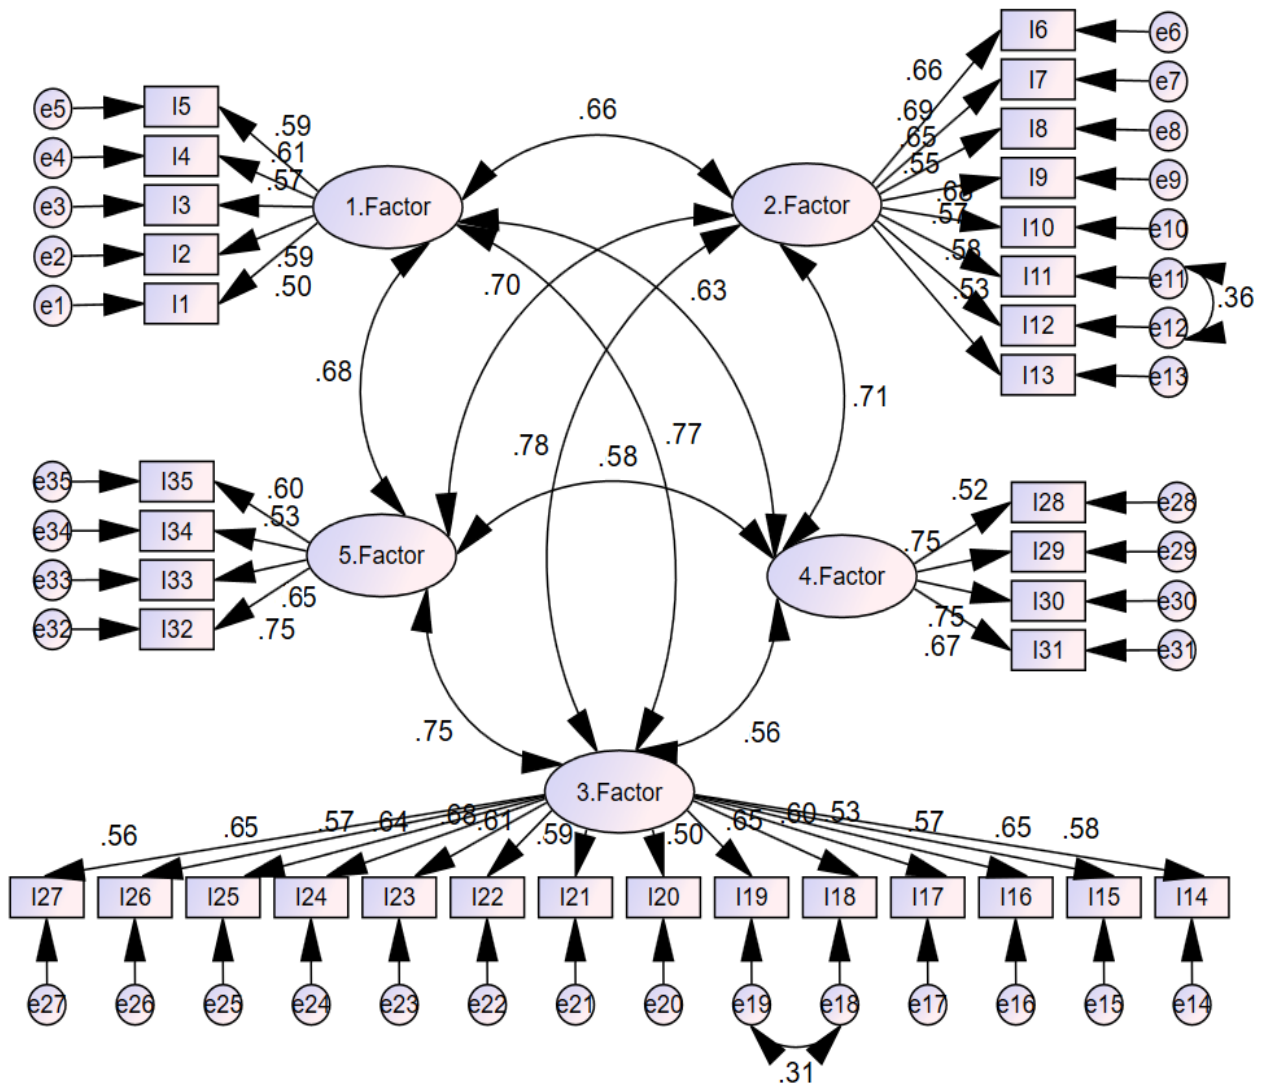 I6 e6
.66
I7 e7
e5 I5 .59
.66
.69
I8 e8
e4 I4 .61
.65
.55
I9 e9
e3 I3 .57
1.Factor
2.Factor
.68
.57
I10 e10
e2 I2 .59
.58
I11 e11
e1 I1 .50
.70
.63
.53
.36
I12 e12
I13 e13
.68
.71
.78
.77
.58
e35 I35 .60
.52 I28 e28
e34 I34 .53
.75 I29 e29
5.Factor
4.Factor
e33 I33 .65
.75 I30 e30
e32 I32 .75
.67 I31 e31
.75
.56
3.Factor
.56 .65 .57 .64 .68 .61 .59 .50 .65 .60 .53 .57 .65 .58
I27 I26 I25 I24 I23 I22 I21 I20 I19 I18 I17 I16 I15 I14
e27 e26 e25 e24 e23 e22 e21 e20 e19 e18 e17 e16 e15 e14
.31